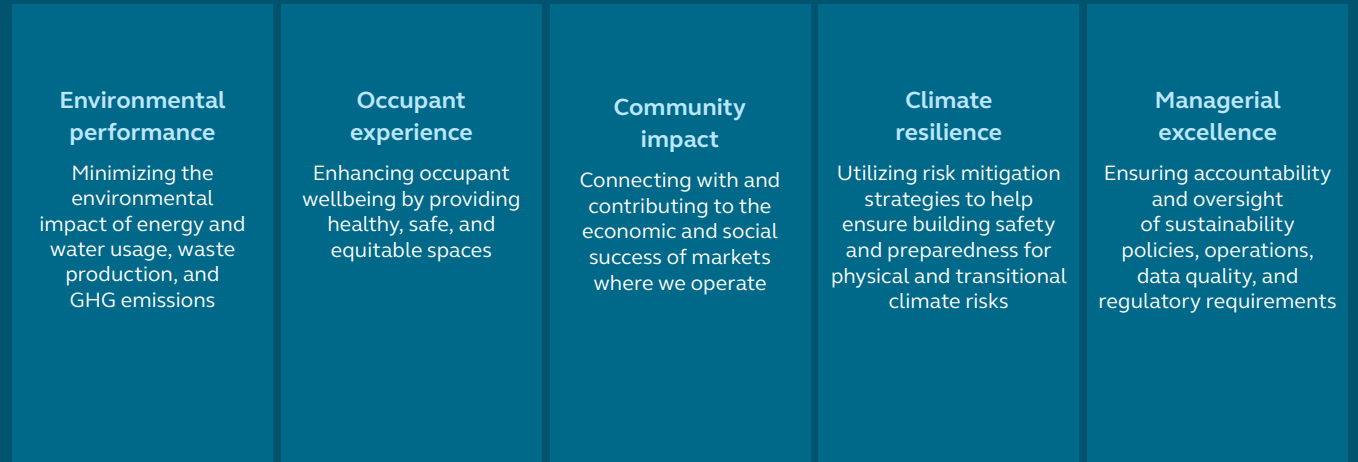 Environmental
performance
Minimizing the
environmental
impact of energy and
water usage, waste
production, and
GHG emissions
Occupant
experience
Enhancing occupant
wellbeing by providing
healthy, safe, and
equitable spaces
Community
impact
Connecting with and
contributing to the
economic and social
success of markets
where we operate
Climate
resilience
Utilizing risk mitigation
strategies to help
ensure building safety
and preparedness for
physical and transitional
climate risks
Managerial
excellence
Ensuring accountability
and oversight
of sustainability
policies, operations,
data quality, and
regulatory requirements